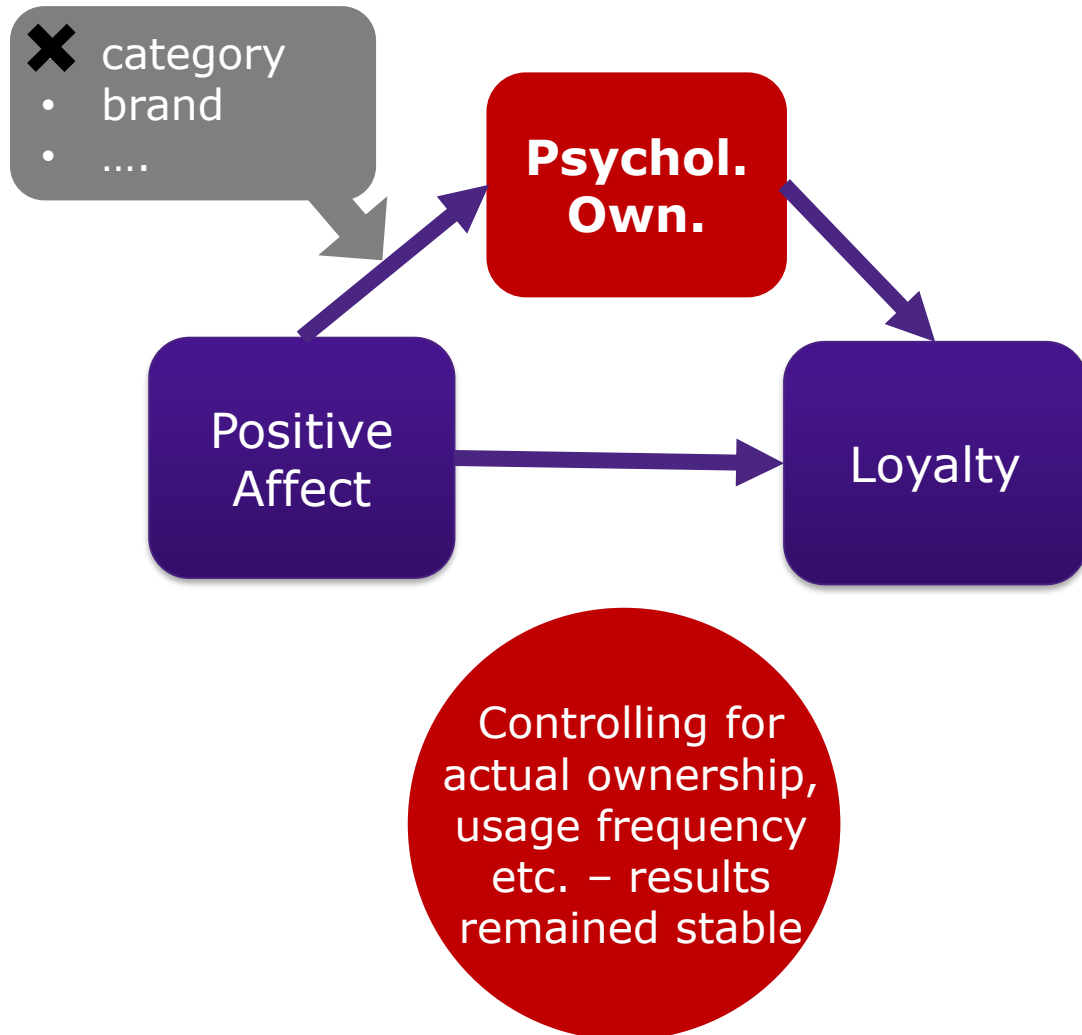 ✖ category
• brand
• ….
Psychol.
Own.
Positive
Affect
Loyalty
Controlling for
actual ownership,
usage frequency
etc. – results
remained stable